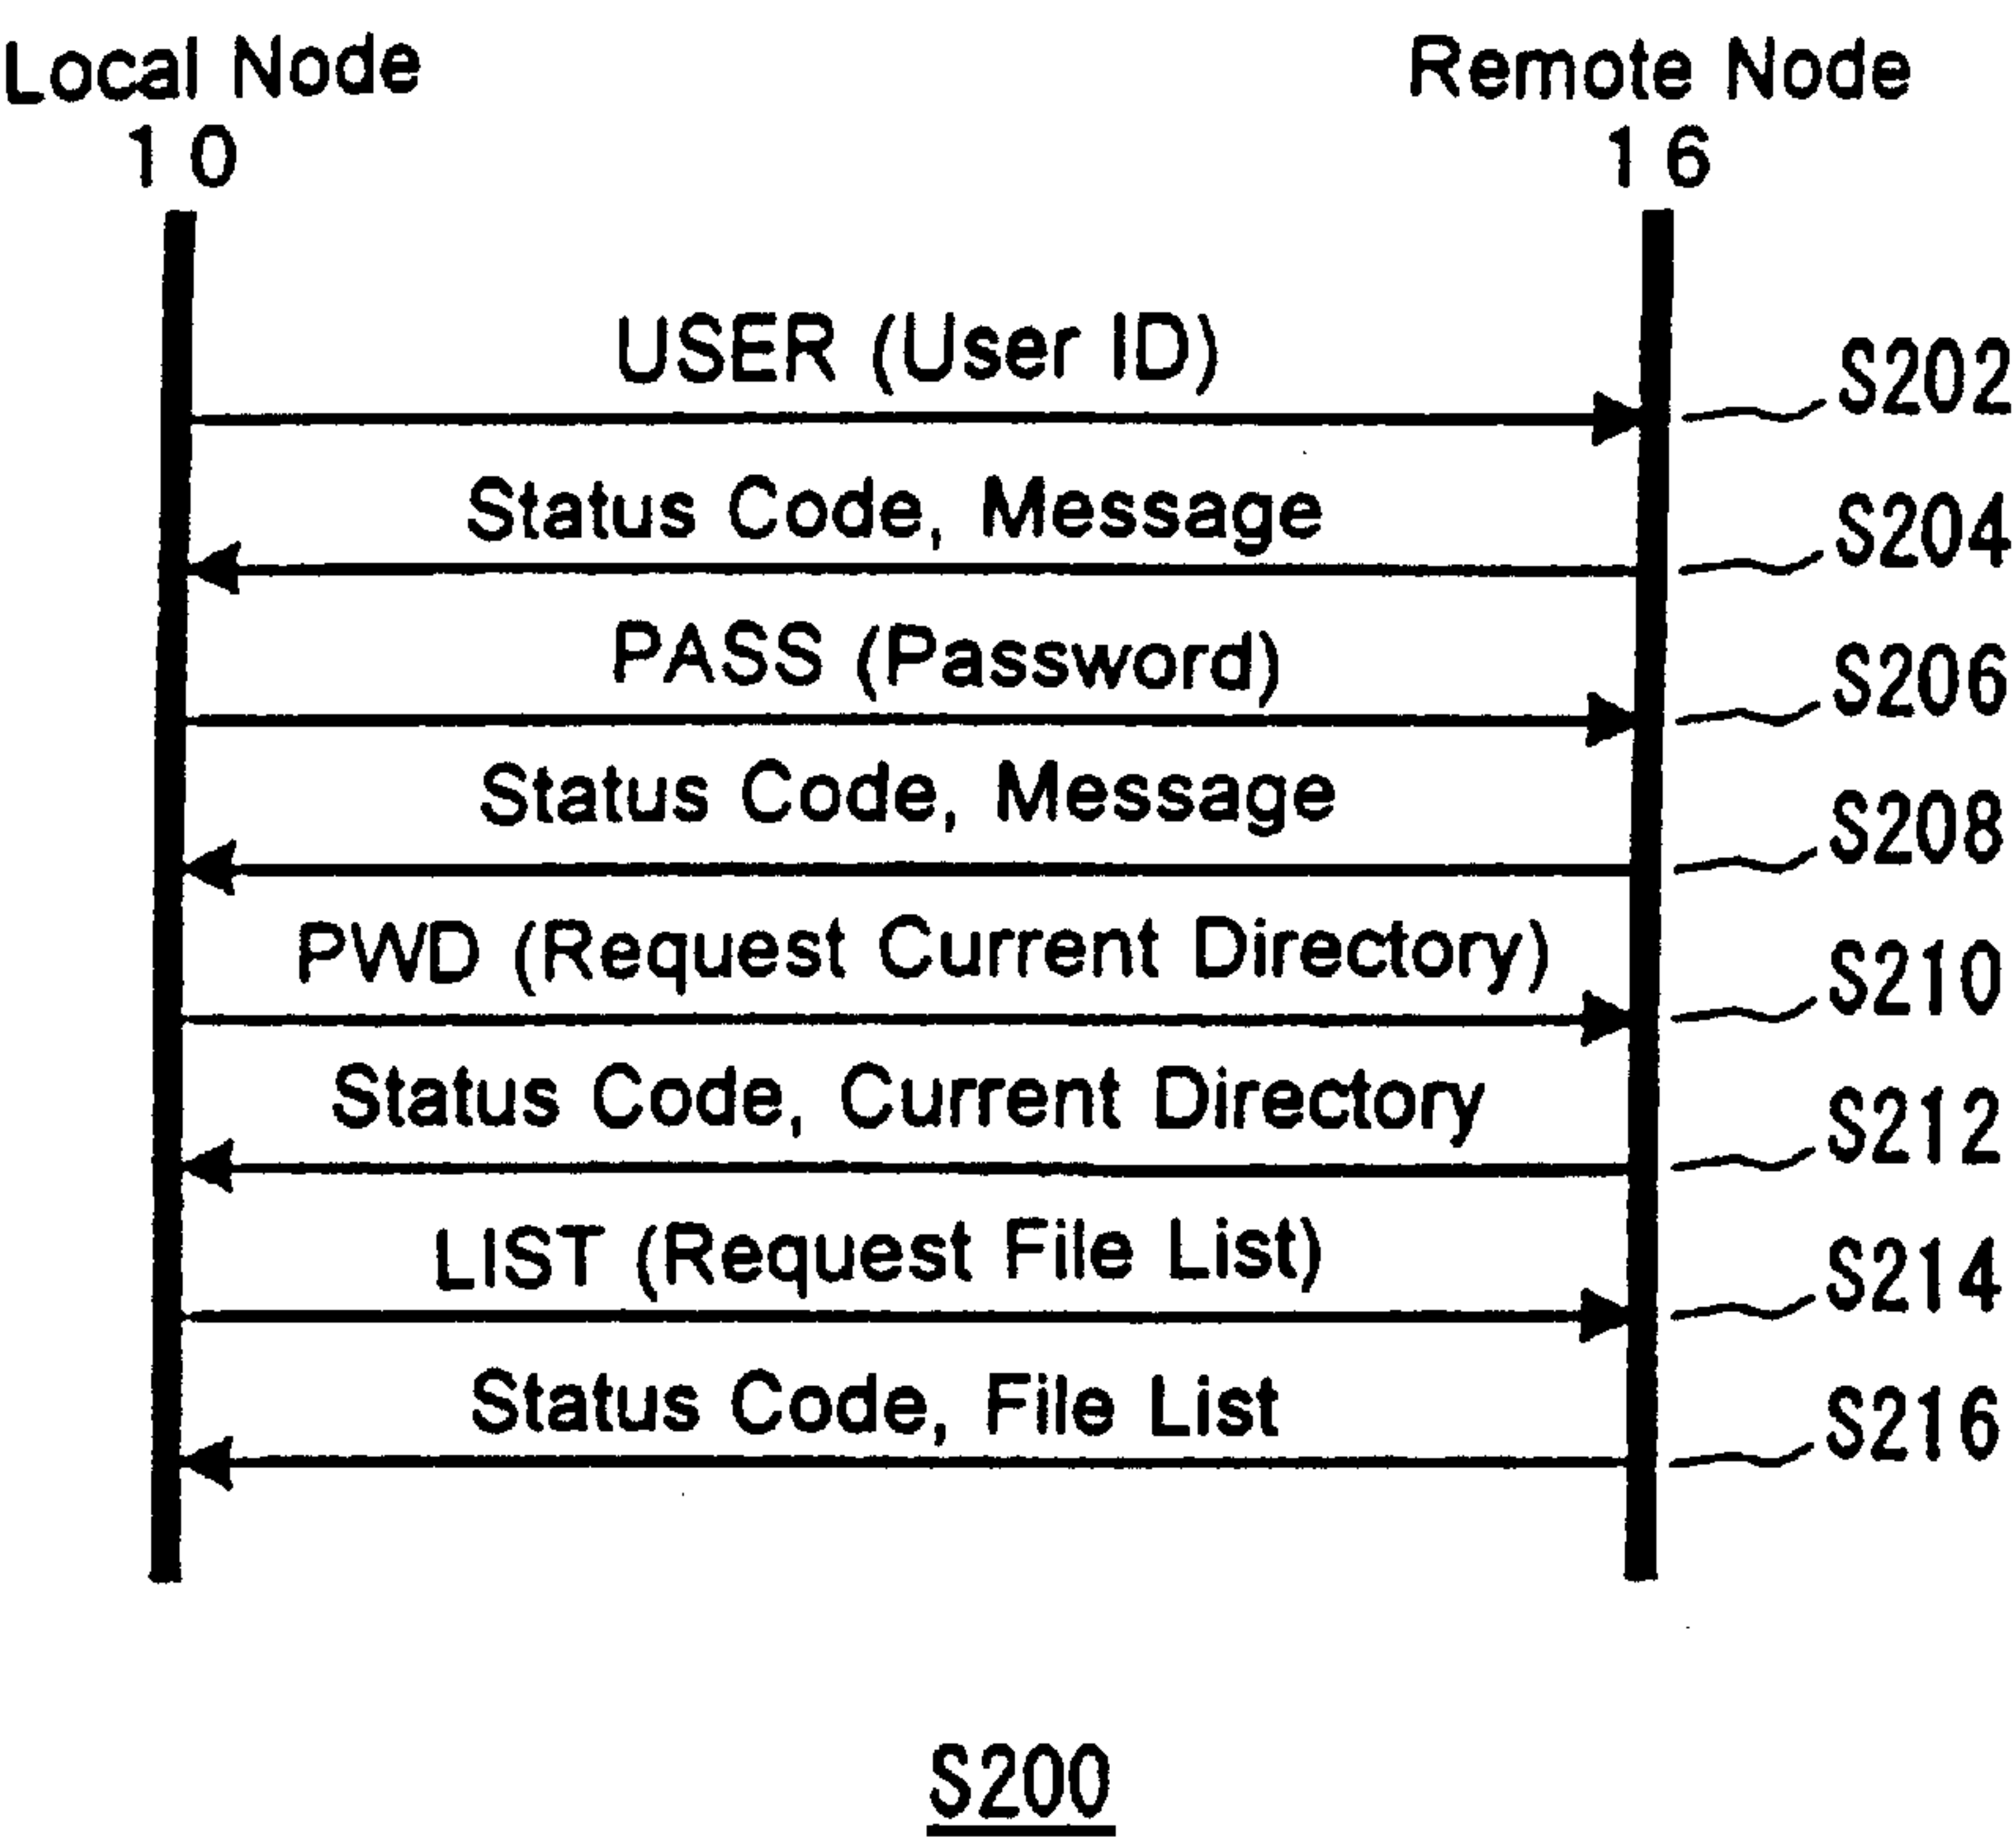 Local Node
10
Remote Node
16
USER (User ID)
S202
Status Code, Message
S204
PASS (Password)
S206
Status Code, Message
S208
PWD (Request Current Directory)
S210
Status Code, Current Directory
S212
LIST (Request File List)
S214
Status Code, File List
S216
S200